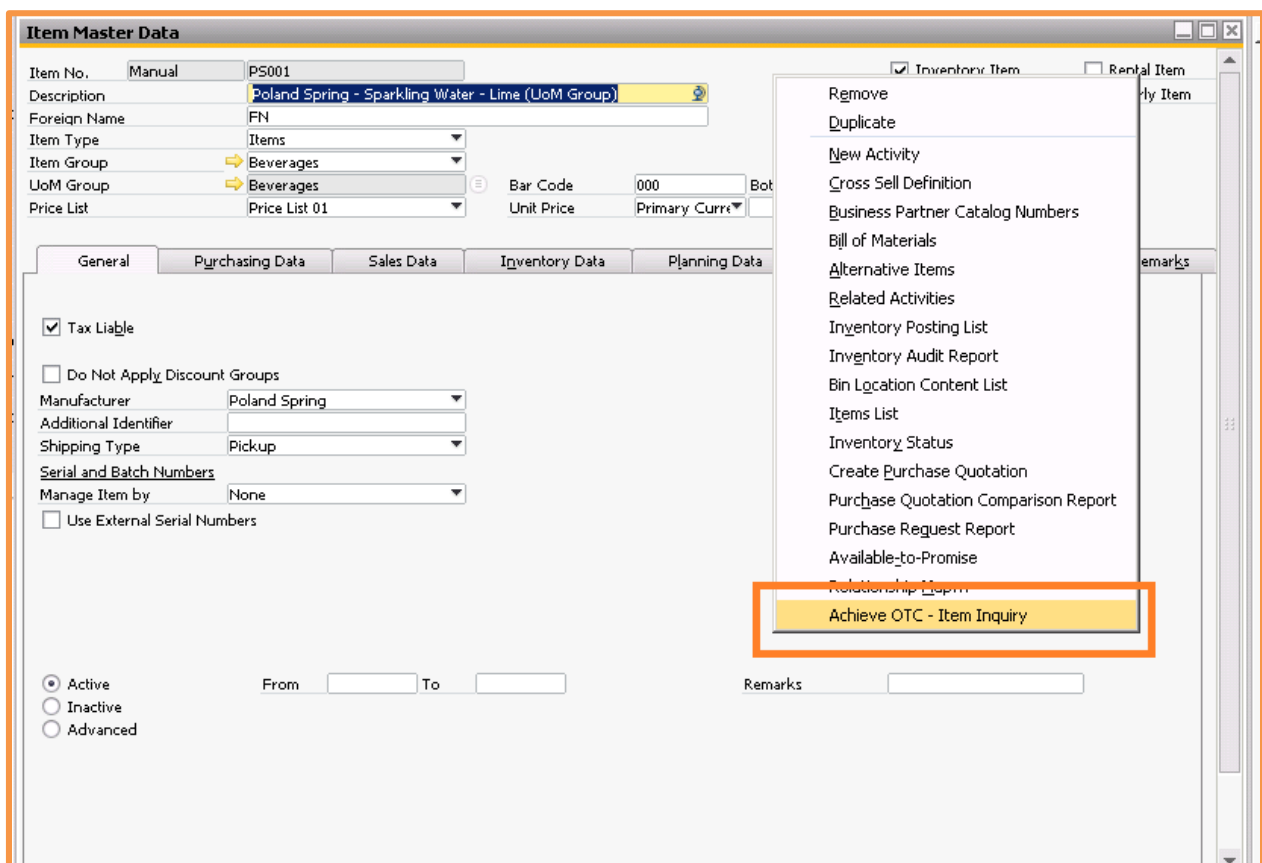 Item Master Data
Item No. Manual PS001
Inventory Item Rental Item
Description Poland Spring - Sparkling Water - Lime (UoM Group)
Foreign Name FN
Item Type Items
Item Group Beverages
UoM Group Beverages Bar Code 000
Price List Price List 01 Unit Price Primary Curre
General Purchasing Data Sales Data Inventory Data Planning Data
Tax Liable
Do Not Apply Discount Groups
Manufacturer Poland Spring
Additional Identifier
Shipping Type Pickup
Serial and Batch Numbers
Manage Item by None
Use External Serial Numbers
Active From To Remarks
Inactive
Advanced
Remove
Duplicate
New Activity
Cross Sell Definition
Business Partner Catalog Numbers
Bill of Materials
Alternative Items
Related Activities
Inventory Posting List
Inventory Audit Report
Bin Location Content List
Items List
Inventory Status
Create Purchase Quotation
Purchase Quotation Comparison Report
Purchase Request Report
Available-to-Promise
Relationship Map...
Achieve OTC - Item Inquiry